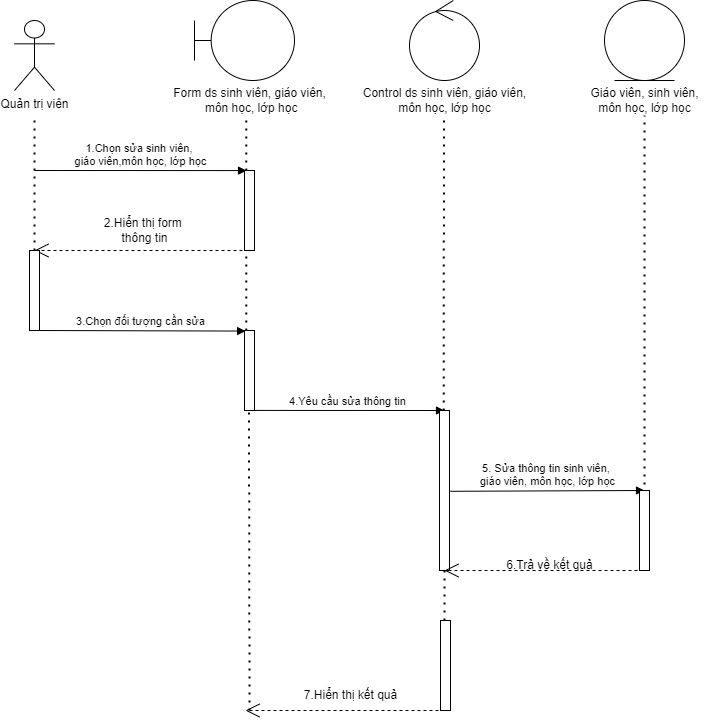 Quản trị viên
Form ds sinh viên, giáo viên,
môn học, lớp học
Control ds sinh viên, giáo viên,
môn học, lớp học
Giáo viên, sinh viên,
môn học, lớp học
1.Chọn sửa sinh viên,
giáo viên,môn học, lớp học
2.Hiển thị form
thông tin
3.Chọn đối tượng cần sửa
4.Yêu cầu sửa thông tin
5. Sửa thông tin sinh viên,
giáo viên, môn học, lớp học
6.Trả về kết quả
7.Hiển thị kết quả